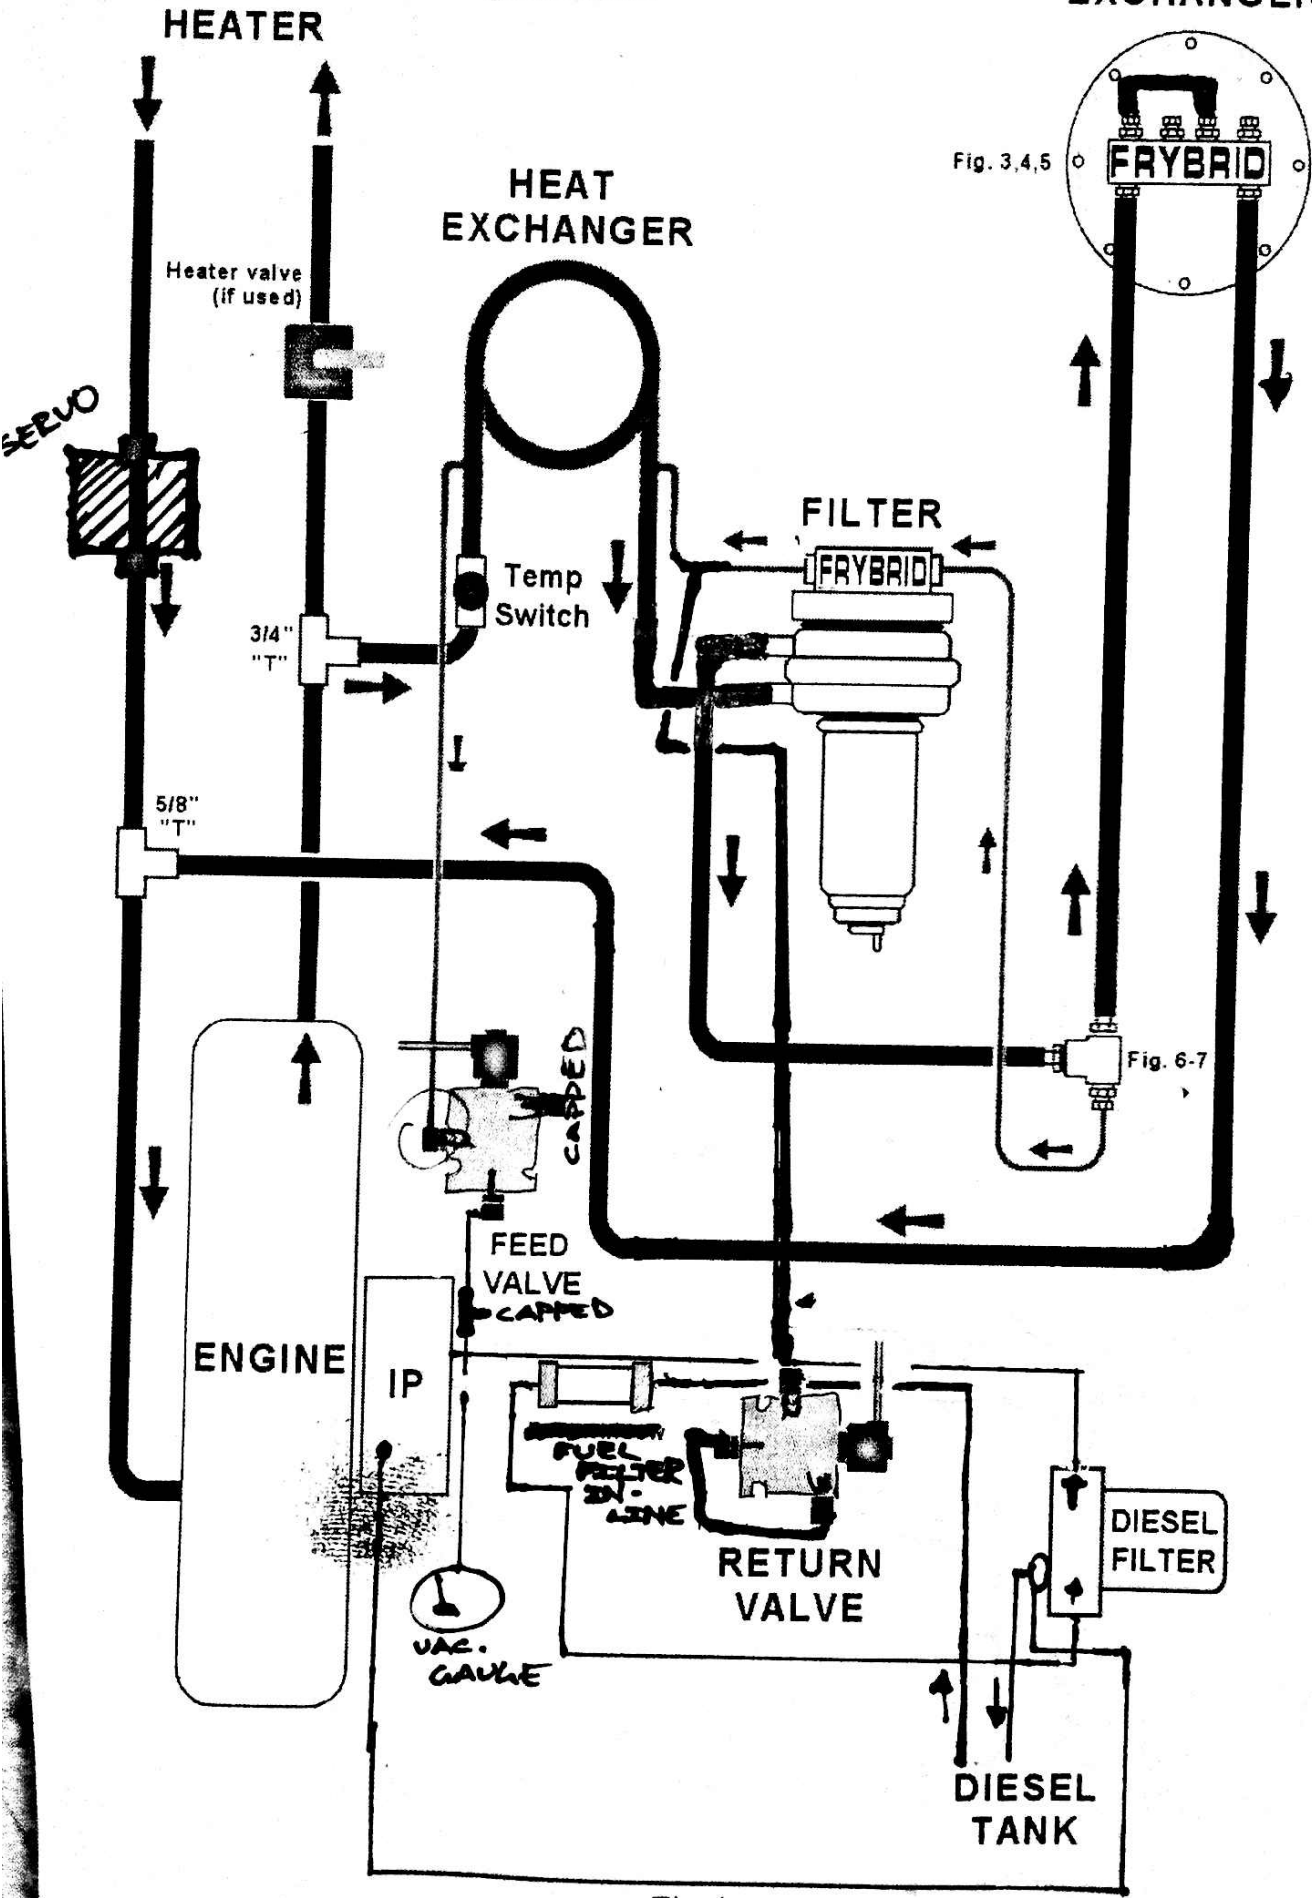 HEATER
EXCHANGER
FRYBRID
Fig. 3,4,5
HEAT
EXCHANGER
Heater valve
(if used)
SERVO
FILTER
FRYBRID
Temp
Switch
3/4"
"T"
5/8"
"T"
CAPPED
Fig. 6-7
FEED
VALVE
CAPPED
ENGINE
IP
FUEL
FILTER
IN-
LINE
RETURN
VALVE
DIESEL
FILTER
VAC.
GAUGE
DIESEL
TANK